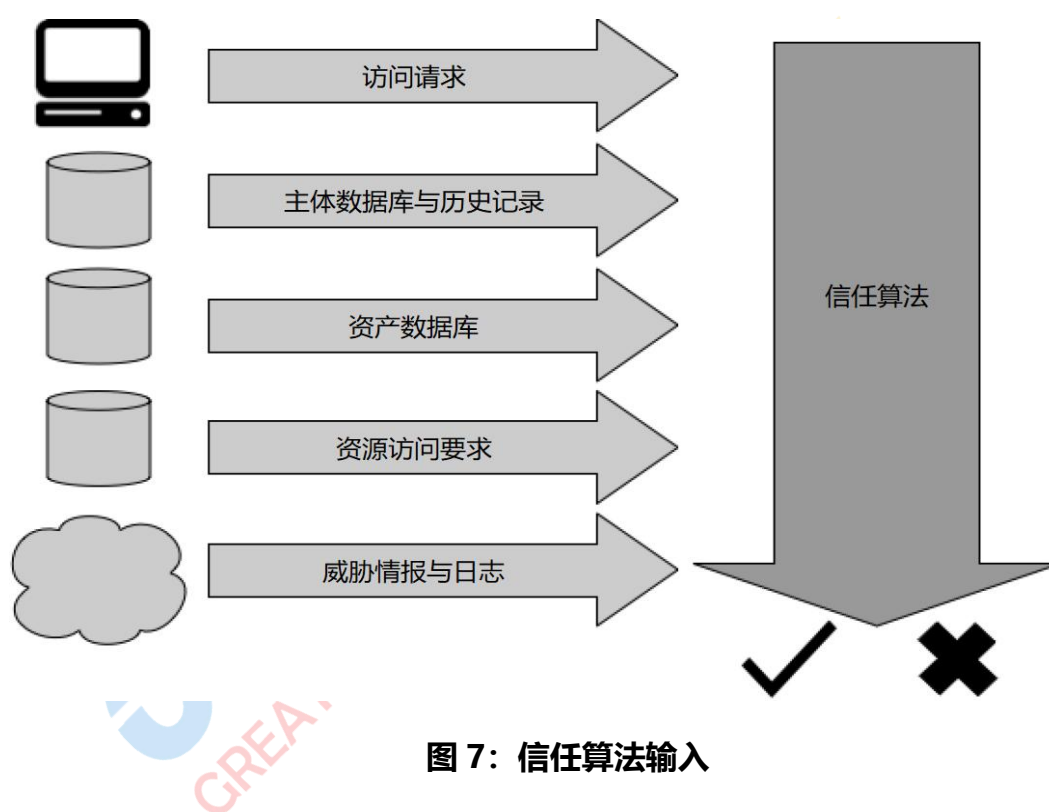 访问请求
主体数据库与历史记录
资产数据库
资源访问要求
威胁情报与日志
信任算法
图 7：信任算法输入